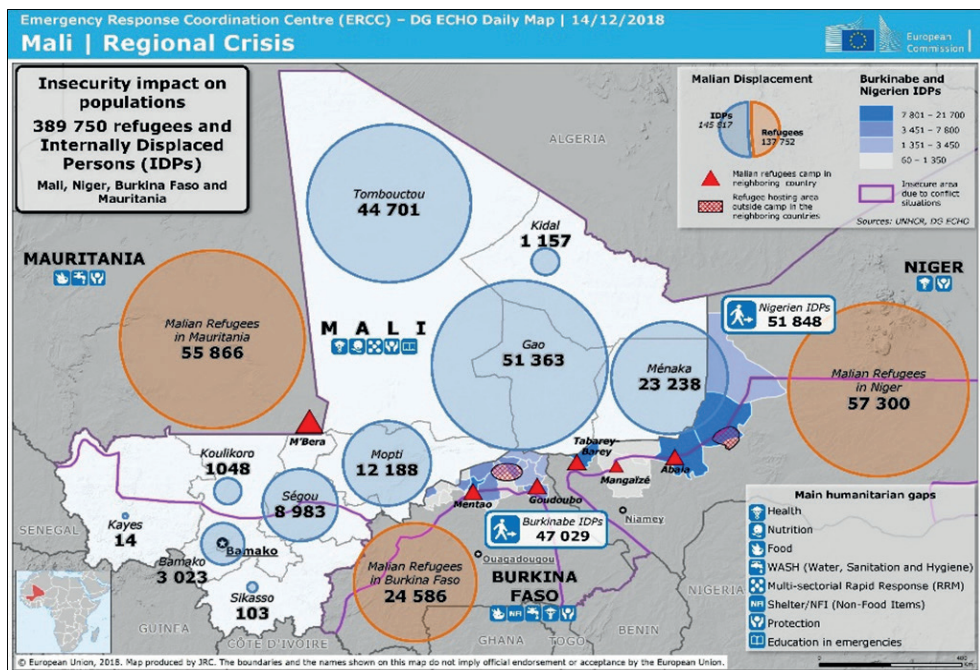 Emergency Response Coordination Centre (ERCC) – DG ECHO Daily Map | 14/12/2018
Mali | Regional Crisis
European
Commission
Insecurity impact on
populations
389 750 refugees and
Internally Displaced
Persons (IDPs)
Mali, Niger, Burkina Faso and
Mauritania
Malian Displacement
IDPs
145 817
Refugees
137 752
Malian refugees camp in
neighboring country
Refugee hosting area
outside camp in the
neighboring countries
Burkinabe and
Nigerien IDPs
7 801 – 21 700
3 451 – 7 800
1 351 – 3 450
60 – 1 350
Insecure area
due to conflict
situations
Sources: UNHCR, DG ECHO
ALGERIA
Tombouctou
44 701
Kidal
1 157
MAURITANIA
NIGER
Malian Refugees
in Mauritania
55 866
MALI
Gao
51 363
Ménaka
23 238
Nigerien IDPs
51 848
Malian Refugees
in Niger
57 300
M'Bera
Koulikoro
1048
Mopti
12 188
Ségou
8 983
Tabarey-
Barey
Mangaïzé
Abala
Mentao
Goudoubo
Niamey
SENEGAL
Kayes
14
Bamako
Bamako
3 023
Sikasso
103
Burkinabe IDPs
47 029
Ouagadougou
Malian Refugees
in Burkina Faso
24 586
BURKINA
FASO
NFI
GUINEA
CÔTE D'IVOIRE
GHANA
TOGO
BENIN
NIGERIA
Main humanitarian gaps
Health
Nutrition
Food
WASH (Water, Sanitation and Hygiene)
Multi-sectorial Rapid Response (RRM)
NFI Shelter/NFI (Non-Food Items)
Protection
Education in emergencies
© European Union, 2018. Map produced by JRC. The boundaries and the names shown on this map do not imply official endorsement or acceptance by the European Union.